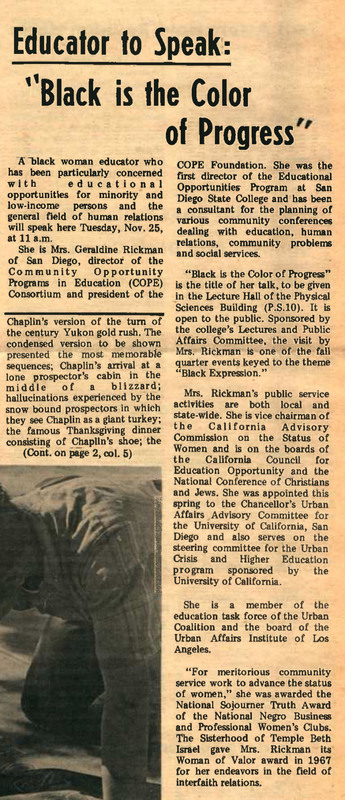 Educator to Speak:
"Black is the Color
of Progress"
A black woman educator who
has been particularly concerned
with educational
opportunities for minority and
low-income persons and the
general field of human relations
will speak here Tuesday, Nov. 25,
at 11 a.m.
She is Mrs. Geraldine Rickman
of San Diego, director of the
Community Opportunity
Programs in Education (COPE)
Consortium and president of the
COPE Foundation. She was the
first director of the Educational
Opportunities Program at San
Diego State College and has been
a consultant for the planning of
various community conferences
dealing with education, human
relations, community problems
and social services.
"Black is the Color of Progress"
is the title of her talk, to be given
in the Lecture Hall of the Physical
Sciences Building (P.S.10). It is
open to the public. Sponsored by
the college's Lectures and Public
Affairs Committee, the visit by
Mrs. Rickman is one of the fall
quarter events keyed to the theme
"Black Expression."
Mrs. Rickman's public service
activities are both local and
state-wide. She is vice chairman of
the California Advisory
Commission on the Status of
Women and is on the boards of
the California Council for
Education Opportunity and the
National Conference of Christians
and Jews. She was appointed this
spring to the Chancellor's Urban
Affairs Advisory Committee for
the University of California, San
Diego and also serves on the
steering committee for the Urban
Crisis and Higher Education
program sponsored by the
University of California.
She is a member of the
education task force of the Urban
Coalition and the board of the
Urban Affairs Institute of Los
Angeles.
"For meritorious community
service work to advance the status
of women," she was awarded the
National Sojourner Truth Award
of the National Negro Business
and Professional Women's Clubs.
The Sisterhood of Temple Beth
Israel gave Mrs. Rickman its
Woman of Valor award in 1967
for her endeavors in the field of
interfaith relations.
Chaplin's version of the turn of
the century Yukon gold rush. The
condensed version to be shown
presented the most memorable
sequences; Chaplin's arrival at a
lone prospector's cabin in the
middle of a blizzard;
hallucinations experienced by the
snow bound prospectors in which
they see Chaplin as a giant turkey;
the famous Thanksgiving dinner
consisting of Chaplin's shoe; the
(Cont. on page 2, col. 5)